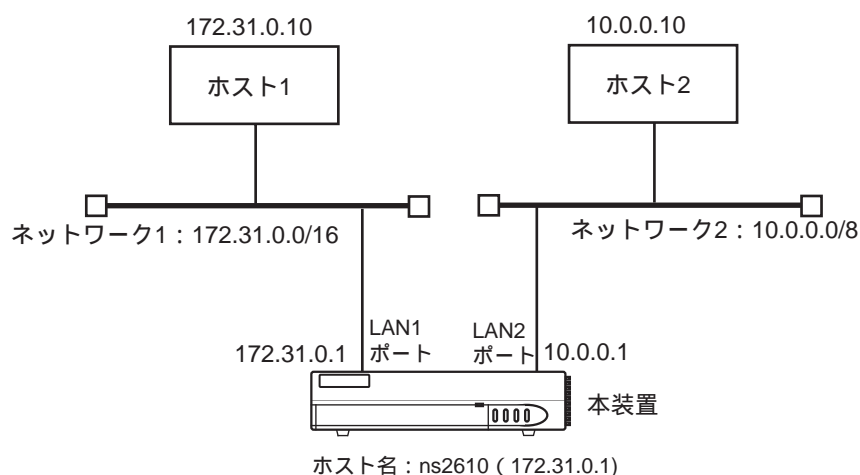 172.31.0.10
10.0.0.10
ホスト1
ホスト2
ネットワーク1：172.31.0.0/16
ネットワーク2：10.0.0.0/8
LAN1
ポート
LAN2
ポート
172.31.0.1
10.0.0.1
本装置
ホスト名：ns2610（172.31.0.1)